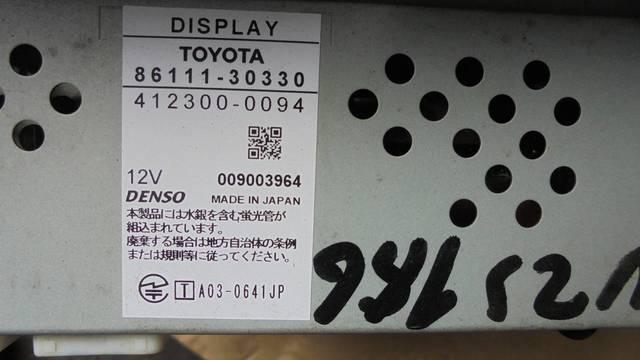 DISPLAY
TOYOTA
86111-30330
412300-0094
12V 009003964
DENSO MADE IN JAPAN
本製品には水銀を含む蛍光管が
組込まれています。
廃棄する場合は地方自治体の条例
または規則等に従ってください。
T A03-0641JP